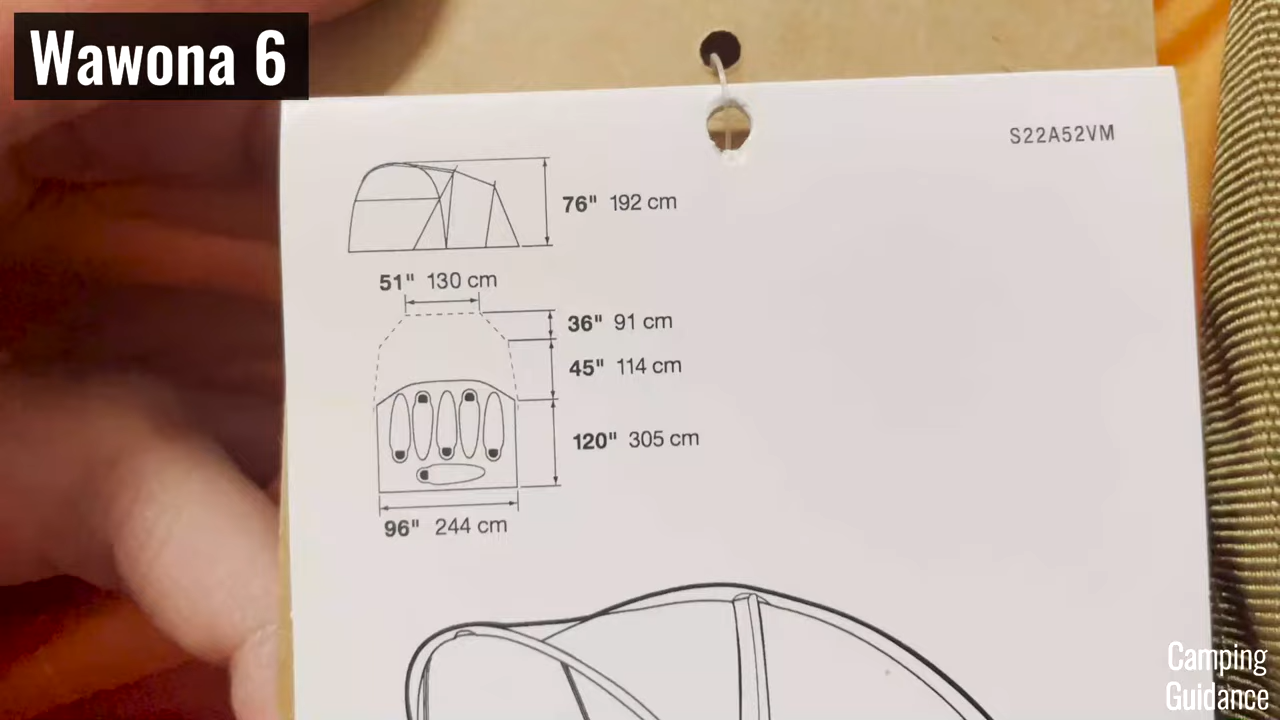 Wawona 6
S22A52VM
76" 192 cm
51" 130 cm
36" 91 cm
45" 114 cm
120" 305 cm
96" 244 cm
Camping
Guidance